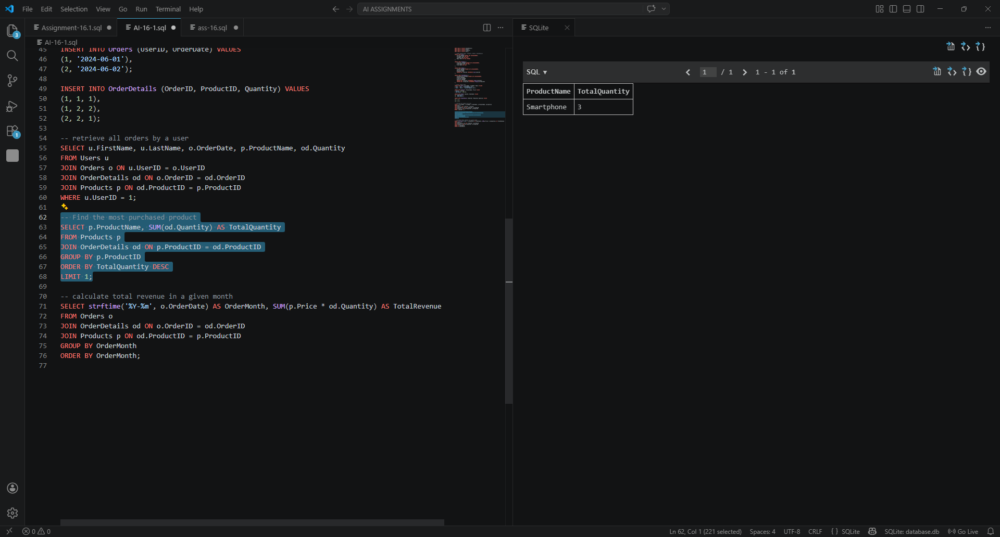 File Edit Selection View Go Run Terminal Help
AI ASSIGNMENTS
Assignment-16.1.sql
AI-16-1.sql
ass-16.sql
AI-16-1.sql
45 INSERT INTO Orders (UserID, OrderDate) VALUES
46 (1, '2024-06-01'),
47 (2, '2024-06-02');
48
49 INSERT INTO OrderDetails (OrderID, ProductID, Quantity) VALUES
50 (1, 1, 1),
51 (1, 2, 2),
52 (2, 2, 1);
53
54 -- retrieve all orders by a user
55 SELECT u.FirstName, u.LastName, o.OrderDate, p.ProductName, od.Quantity
56 FROM Users u
57 JOIN Orders o ON u.UserID = o.UserID
58 JOIN OrderDetails od ON o.OrderID = od.OrderID
59 JOIN Products p ON od.ProductID = p.ProductID
60 WHERE u.UserID = 1;
61
62 -- Find the most purchased product
63 SELECT p.ProductName, SUM(od.Quantity) AS TotalQuantity
64 FROM Products p
65 JOIN OrderDetails od ON p.ProductID = od.ProductID
66 GROUP BY p.ProductID
67 ORDER BY TotalQuantity DESC
68 LIMIT 1;
69
70 -- calculate total revenue in a given month
71 SELECT strftime('%Y-%m', o.OrderDate) AS OrderMonth, SUM(p.Price * od.Quantity) AS TotalRevenue
72 FROM Orders o
73 JOIN OrderDetails od ON o.OrderID = od.OrderID
74 JOIN Products p ON od.ProductID = p.ProductID
75 GROUP BY OrderMonth
76 ORDER BY OrderMonth;
77
SQLite
SQL ▼ 1 / 1 1 - 1 of 1
ProductName TotalQuantity
Smartphone 3
3
1
0 0
Ln 62, Col 1 (221 selected) Spaces: 4 UTF-8 CRLF { } SQLite SQLite: database.db Go Live